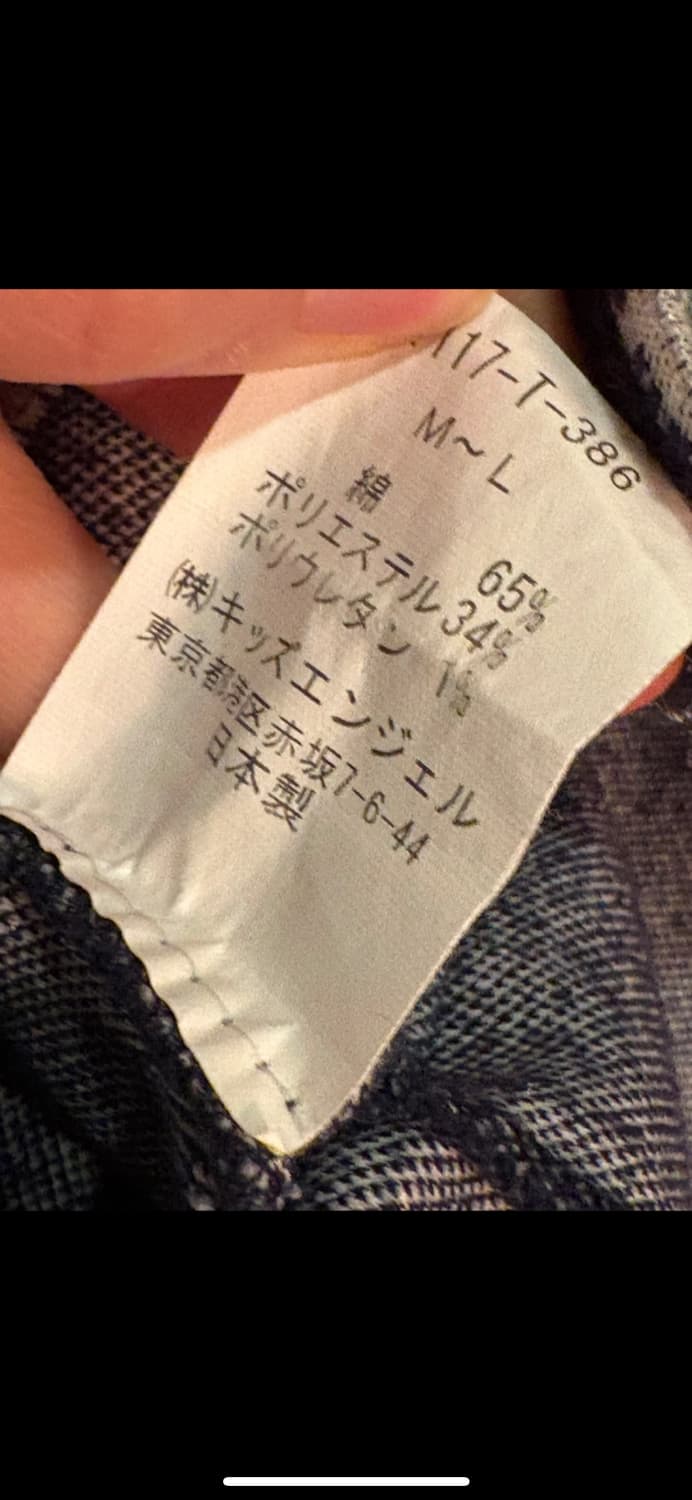 117-T-386
M～L
綿 65%
ポリエステル 34%
ポリウレタン 1%
(株)キッズエンジェル
東京都港区赤坂7-6-44
日本製